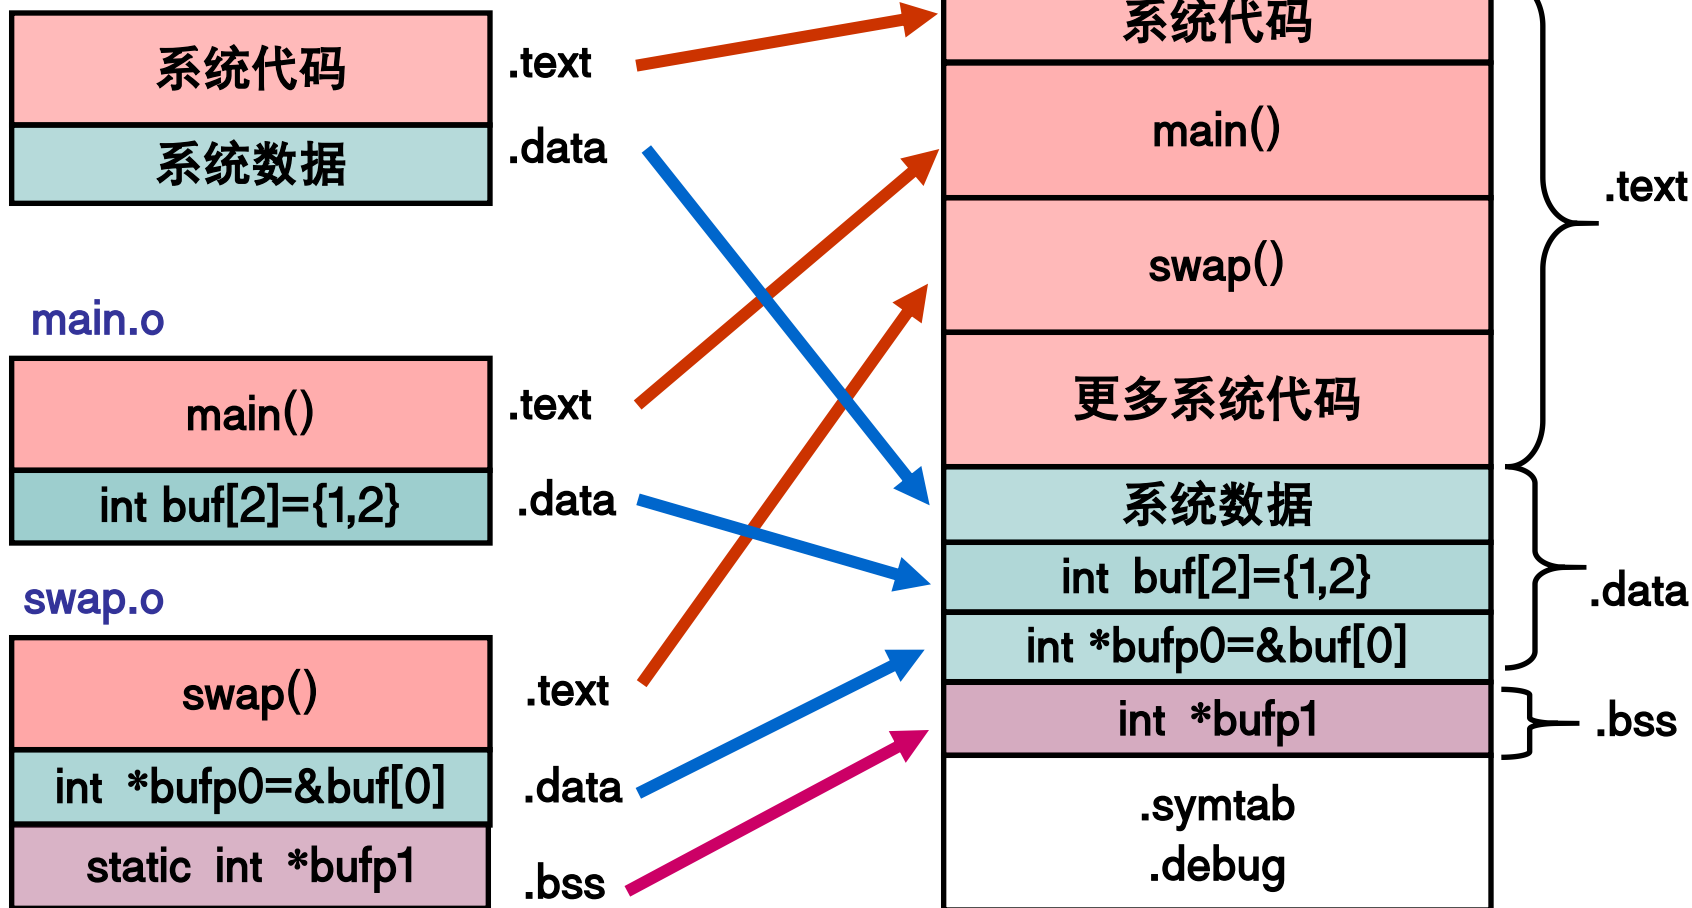 系统代码
.text
系统数据
.data
main.o
main()
.text
int buf[2]={1,2}
.data
swap.o
swap()
.text
int *bufp0=&buf[0]
.data
static int *bufp1
.bss
系统代码
main()
swap()
更多系统代码
.text
系统数据
int buf[2]={1,2}
int *bufp0=&buf[0]
.data
int *bufp1
.bss
.symtab
.debug